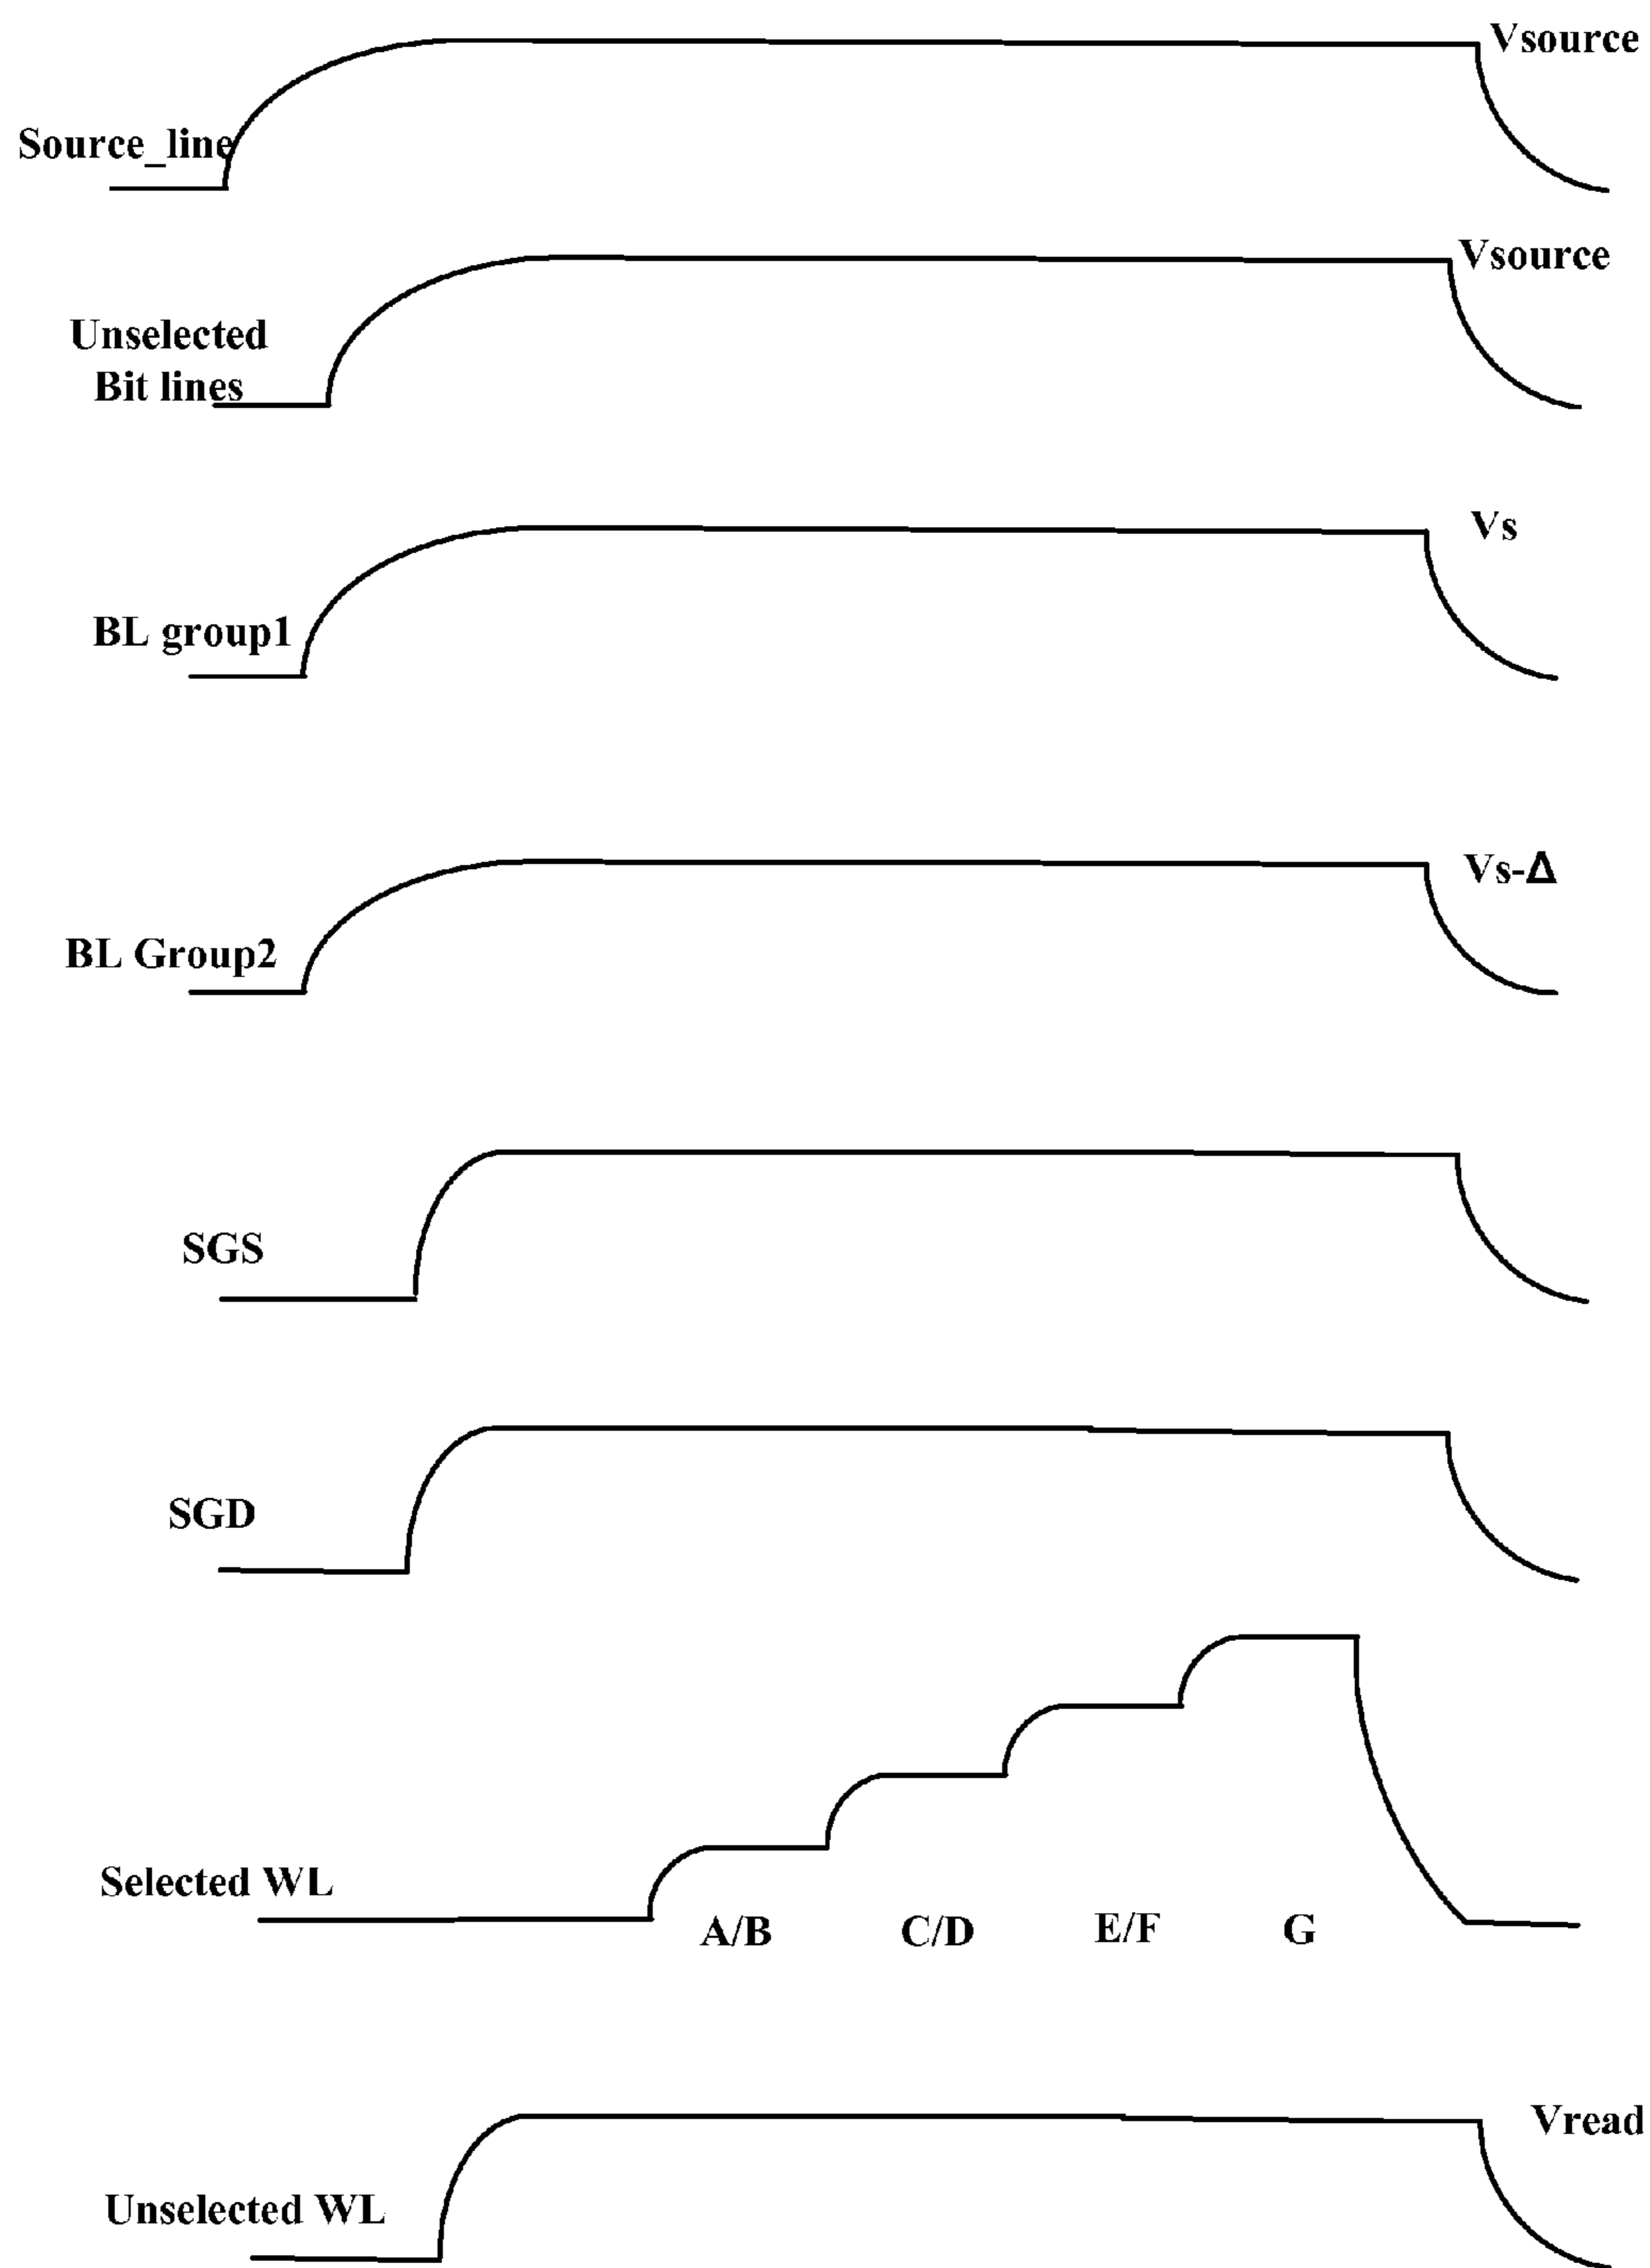 Vsource
Source_line
Vsource
Unselected
Bit lines
Vs
BL group1
Vs-Δ
BL Group2
SGS
SGD
Selected WL
A/B
C/D
E/F
G
Vread
Unselected WL